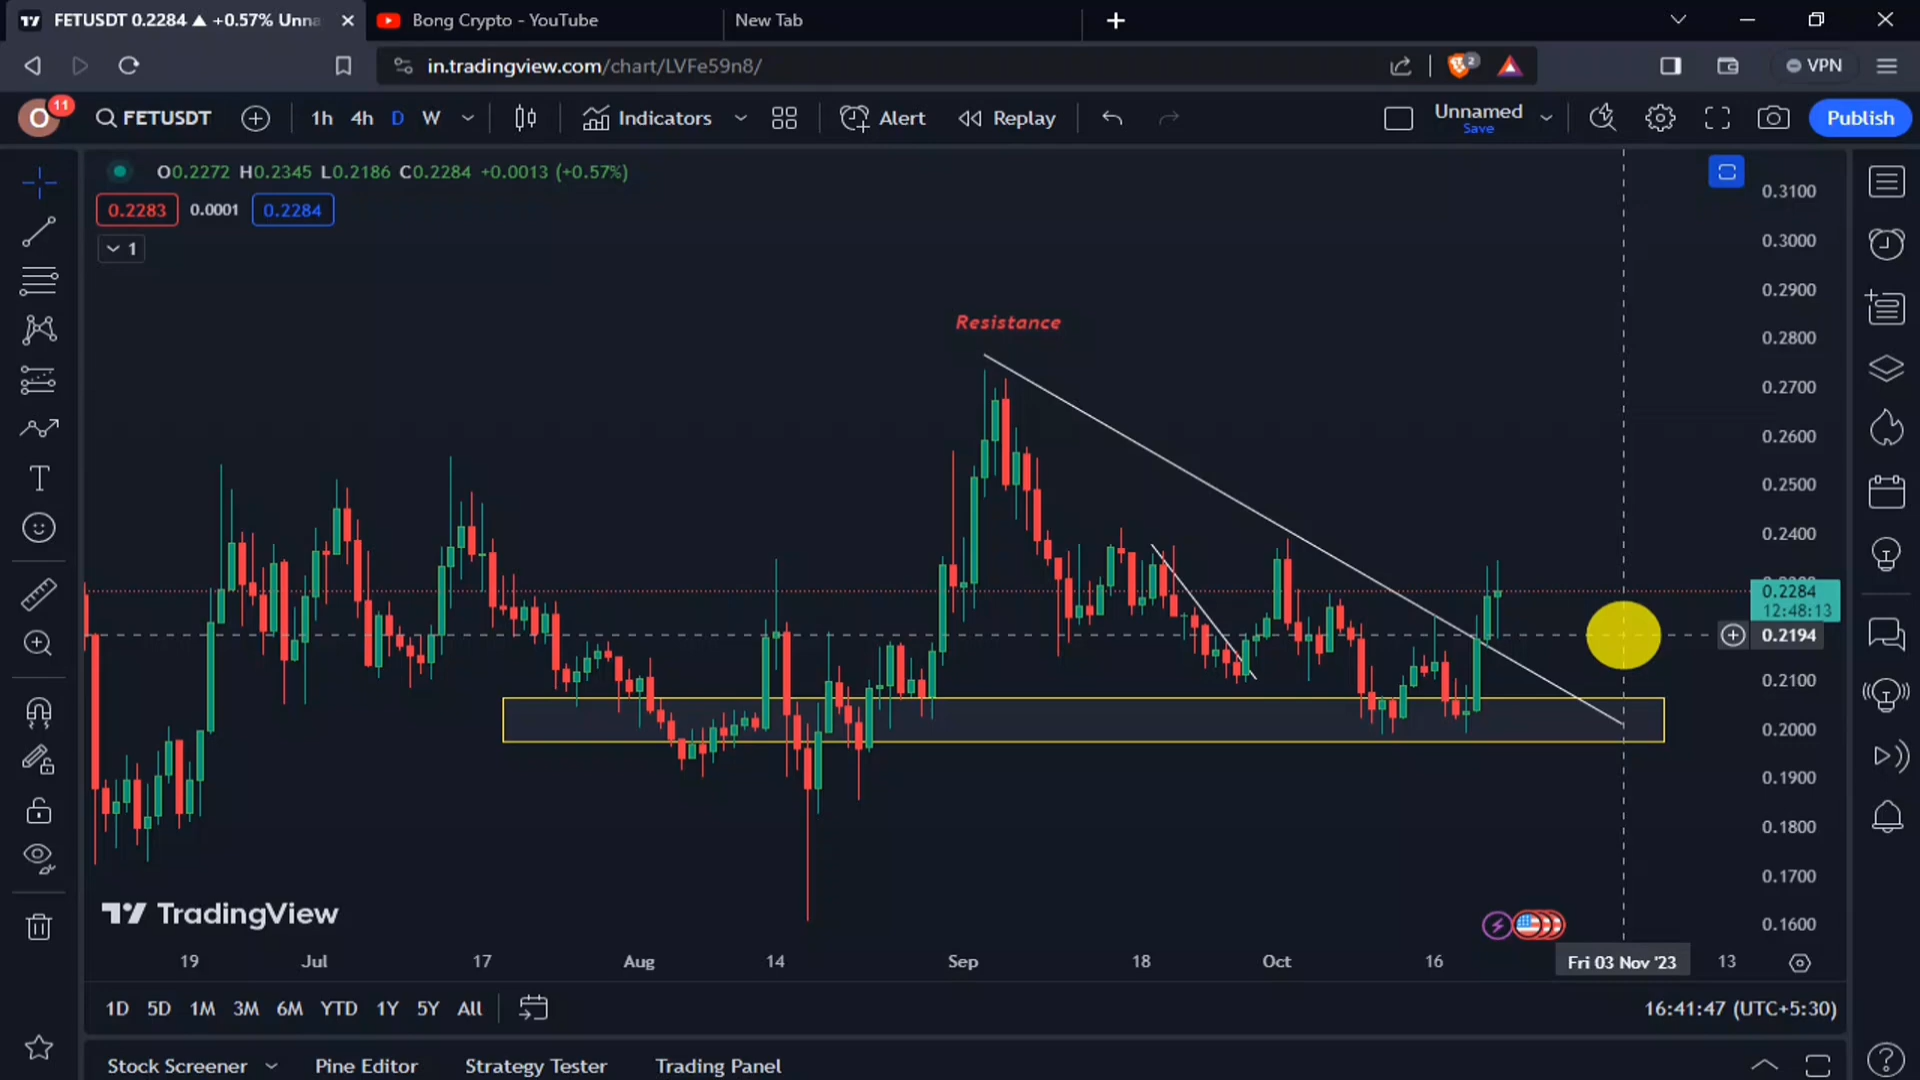 FETUSDT 0.2284 ▲ +0.57% Unna
Bong Crypto - YouTube
New Tab
in.tradingview.com/chart/LVFe59n8/
2
VPN
O
11
FETUSDT
1h
4h
D
W
Indicators
Alert
Replay
Unnamed
Save
Publish
O0.2272 H0.2345 L0.2186 C0.2284 +0.0013 (+0.57%)
0.2283
0.0001
0.2284
1
Resistance
0.3100
0.3000
0.2900
0.2800
0.2700
0.2600
0.2500
0.2400
0.2284
12:48:13
0.2194
0.2100
0.2000
0.1900
0.1800
0.1700
0.1600
TradingView
19
Jul
17
Aug
14
Sep
18
Oct
16
Fri 03 Nov '23
13
1D
5D
1M
3M
6M
YTD
1Y
5Y
All
16:41:47 (UTC+5:30)
Stock Screener
Pine Editor
Strategy Tester
Trading Panel